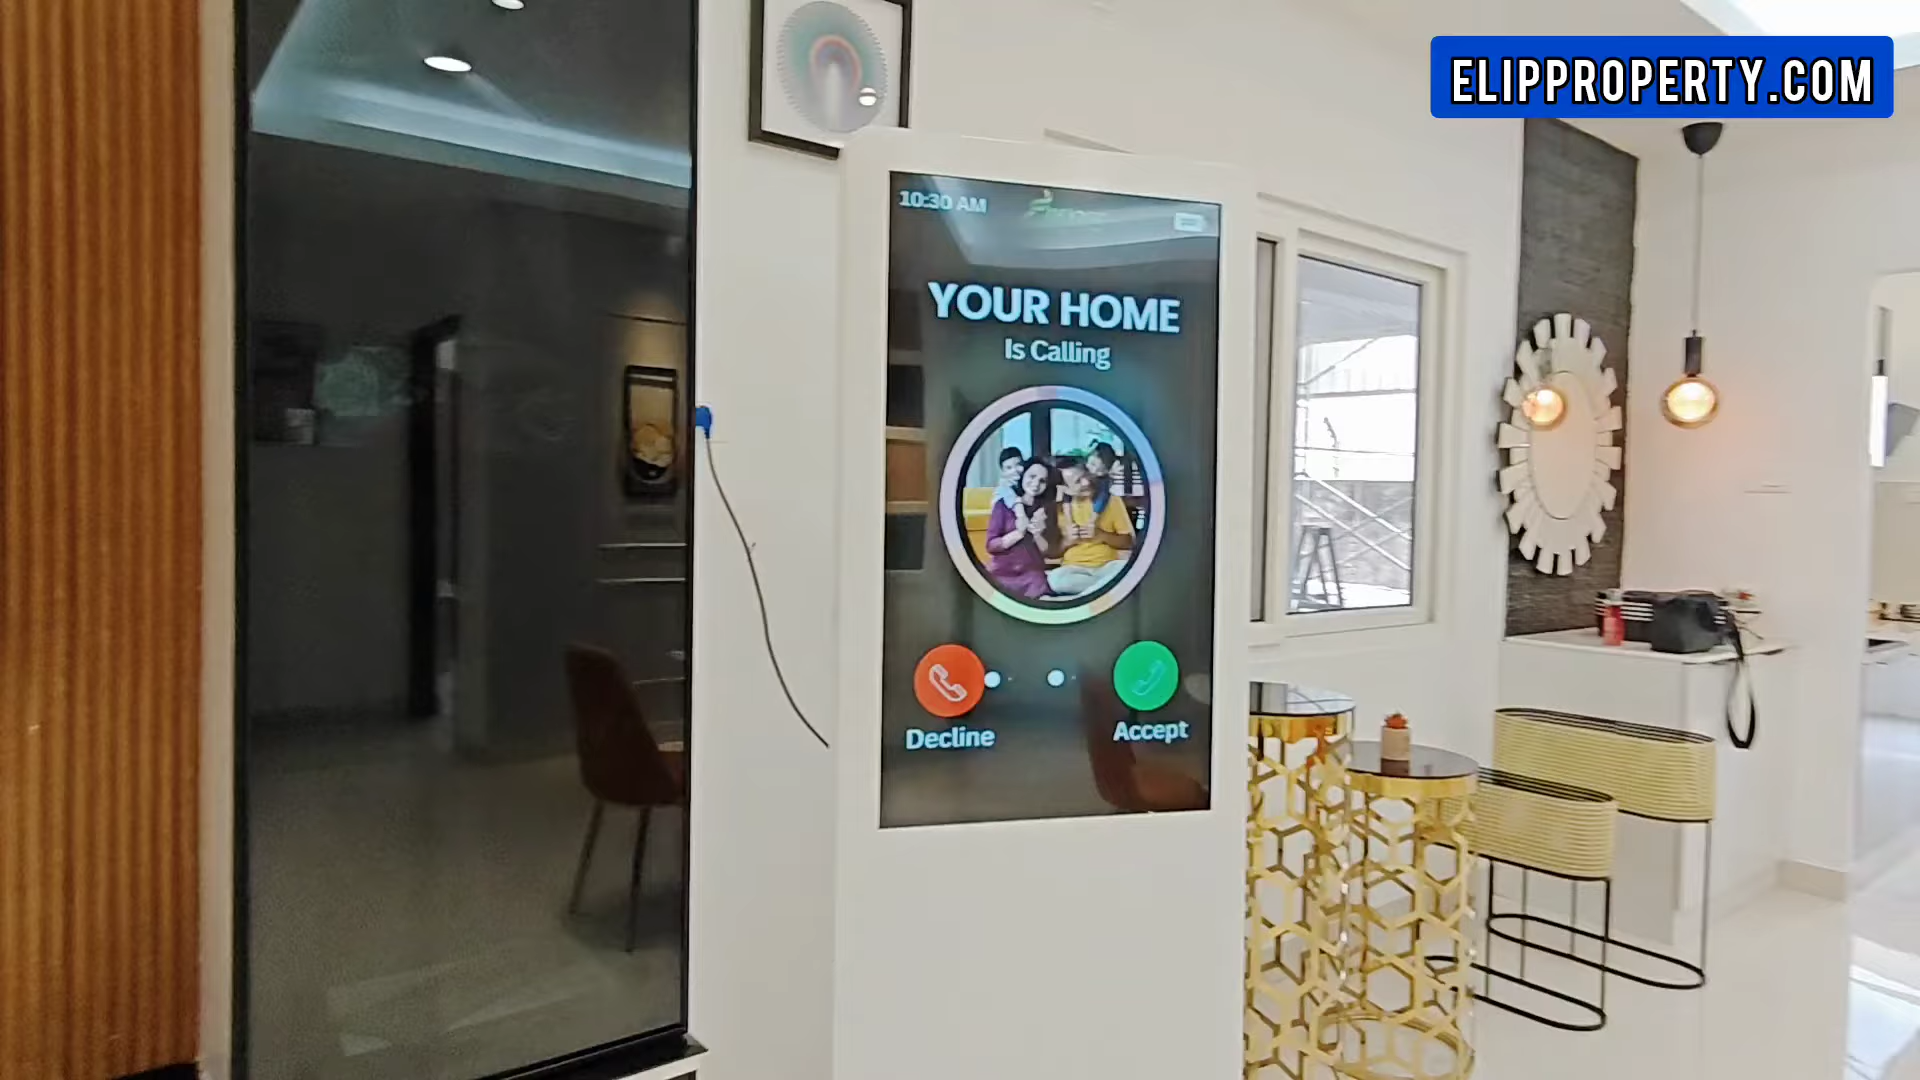 ELIPPROPERTY.COM
10:30 AM
YOUR HOME
Is Calling
Decline
Accept